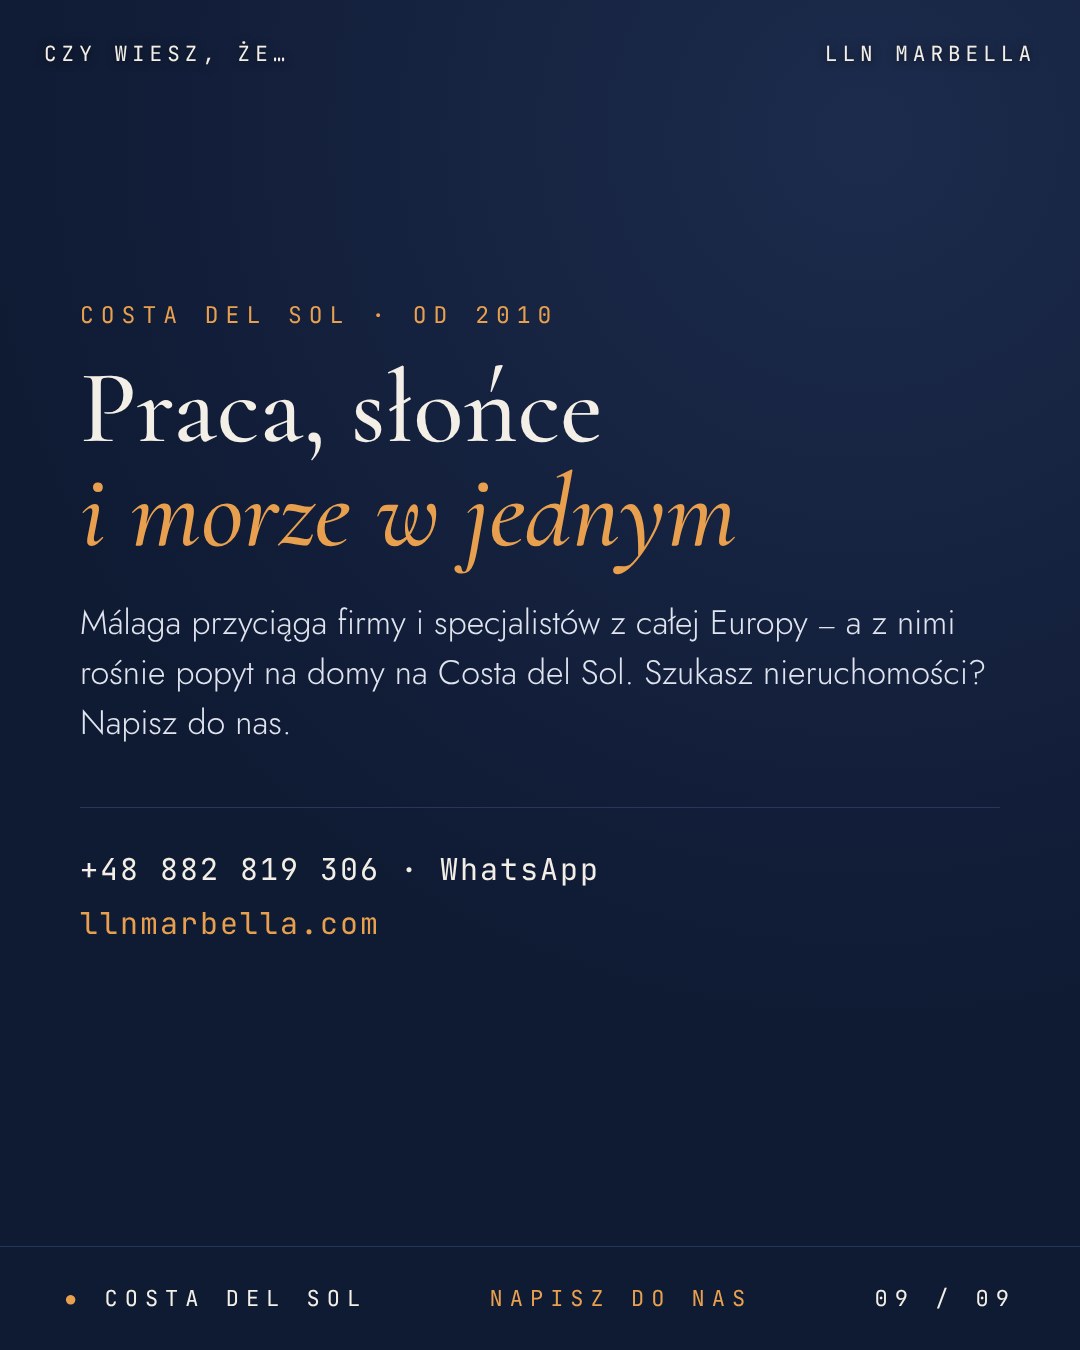 CZY WIESZ, ŻE…
LLN MARBELLA
COSTA DEL SOL · OD 2010
Praca, słońce
i morze w jednym
Málaga przyciąga firmy i specjalistów z całej Europy – a z nimi
rośnie popyt na domy na Costa del Sol. Szukasz nieruchomości?
Napisz do nas.
+48 882 819 306 · WhatsApp
llnmarbella.com
• COSTA DEL SOL
NAPISZ DO NAS
09 / 09